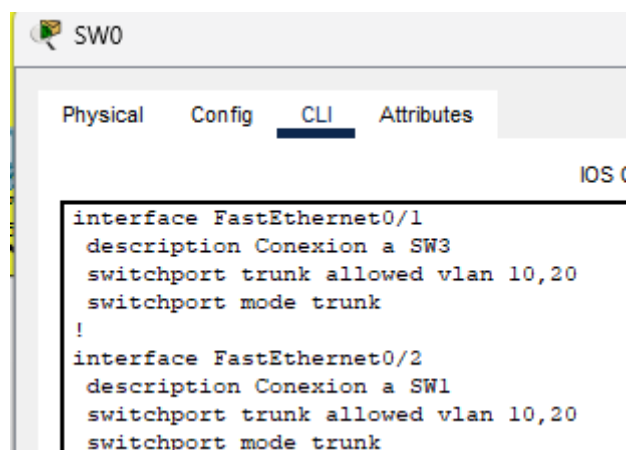 SW0
Physical Config CLI Attributes
IOS
interface FastEthernet0/1
description Conexion a SW3
switchport trunk allowed vlan 10,20
switchport mode trunk
!
interface FastEthernet0/2
description Conexion a SW1
switchport trunk allowed vlan 10,20
switchport mode trunk